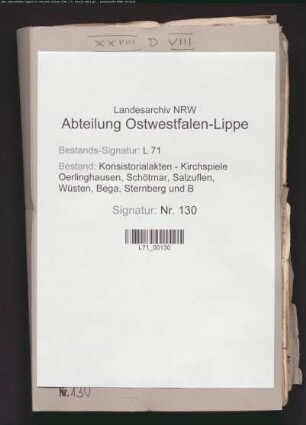 XXVIII D VIII
Landesarchiv NRW
Abteilung Ostwestfalen-Lippe
Bestands-Signatur: L 71
Bestand: Konsistorialakten - Kirchspiele
Oerlinghausen, Schötmar, Salzuflen,
Wüsten, Bega, Sternberg und B
Signatur: Nr. 130
L71_00130
Nr. 130